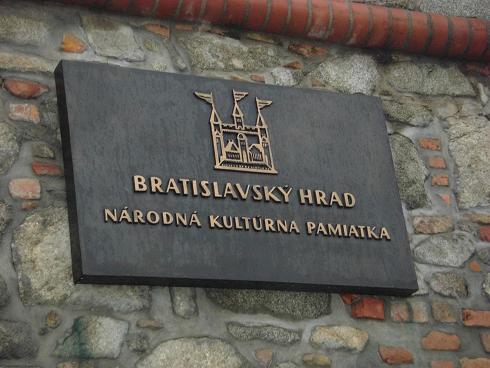 BRATISLAVSKÝ HRAD
NÁRODNÁ KULTÚRNA PAMIATKA